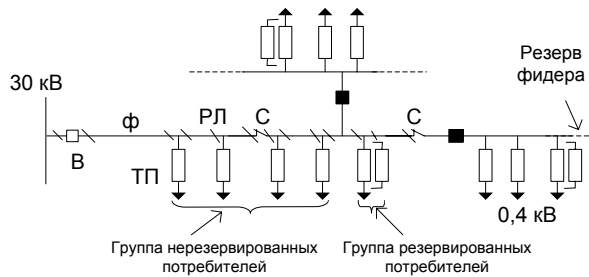 Резерв
фидера
30 кВ
ф
РЛ
С
С
В
ТП
0,4 кВ
Группа нерезервированных
потребителей
Группа резервированных
потребителей